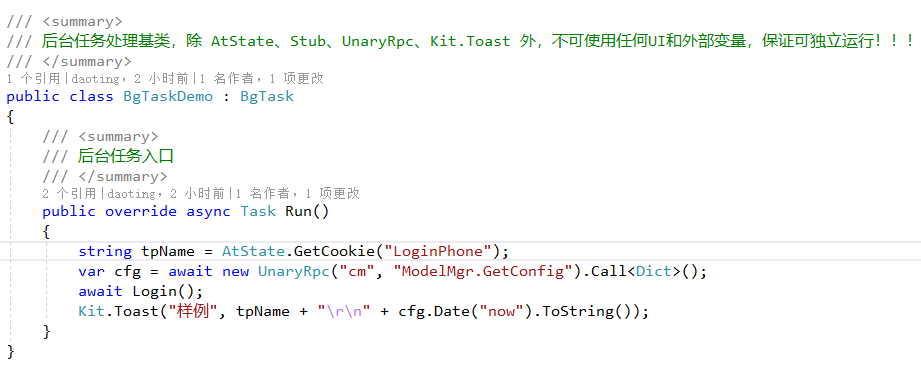 /// <summary>
/// 后台任务处理基类，除 AtState、Stub、UnaryRpc、Kit.Toast 外，不可使用任何UI和外部变量，保证可独立运行！！！
/// </summary>
1 个引用|daoting，2 小时前|1 名作者，1 项更改
public class BgTaskDemo : BgTask
{
/// <summary>
/// 后台任务入口
/// </summary>
2 个引用|daoting，2 小时前|1 名作者，1 项更改
public override async Task Run()
{
string tpName = AtState.GetCookie("LoginPhone");
var cfg = await new UnaryRpc("cm", "ModelMgr.GetConfig").Call<Dict>();
await Login();
Kit.Toast("样例", tpName + "\r\n" + cfg.Date("now").ToString());
}
}